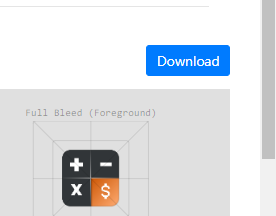 Download
Full Bleed (Foreground)
+ −
x $